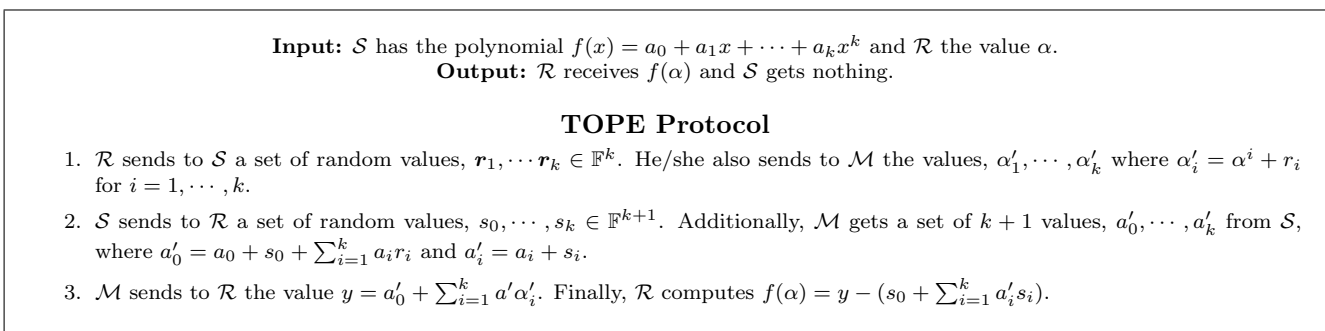 Input: 𝒮 has the polynomial f(x) = a₀ + a₁x + ··· + aₖxᵏ and ℛ the value α.
Output: ℛ receives f(α) and 𝒮 gets nothing.
TOPE Protocol
1. ℛ sends to 𝒮 a set of random values, 𝒓₁, ··· 𝒓ₖ ∈ 𝔽ᵏ. He/she also sends to ℳ the values, α′₁, ··· , α′ₖ where α′ᵢ = αⁱ + rᵢ
for i = 1, ··· , k.
2. 𝒮 sends to ℛ a set of random values, s₀, ··· , sₖ ∈ 𝔽ᵏ⁺¹. Additionally, ℳ gets a set of k + 1 values, a′₀, ··· , a′ₖ from 𝒮,
where a′₀ = a₀ + s₀ + ∑ᵏᵢ₌₁ aᵢrᵢ and a′ᵢ = aᵢ + sᵢ.
3. ℳ sends to ℛ the value y = a′₀ + ∑ᵏᵢ₌₁ a′α′ᵢ. Finally, ℛ computes f(α) = y − (s₀ + ∑ᵏᵢ₌₁ a′ᵢsᵢ).